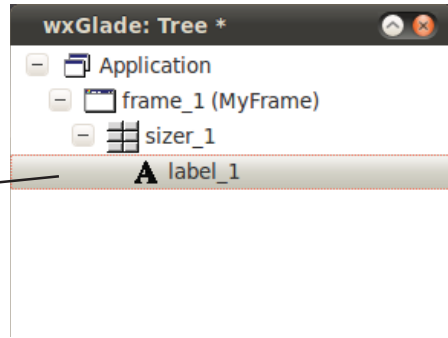 wxGlade: Tree *
Application
frame_1 (MyFrame)
sizer_1
A label_1